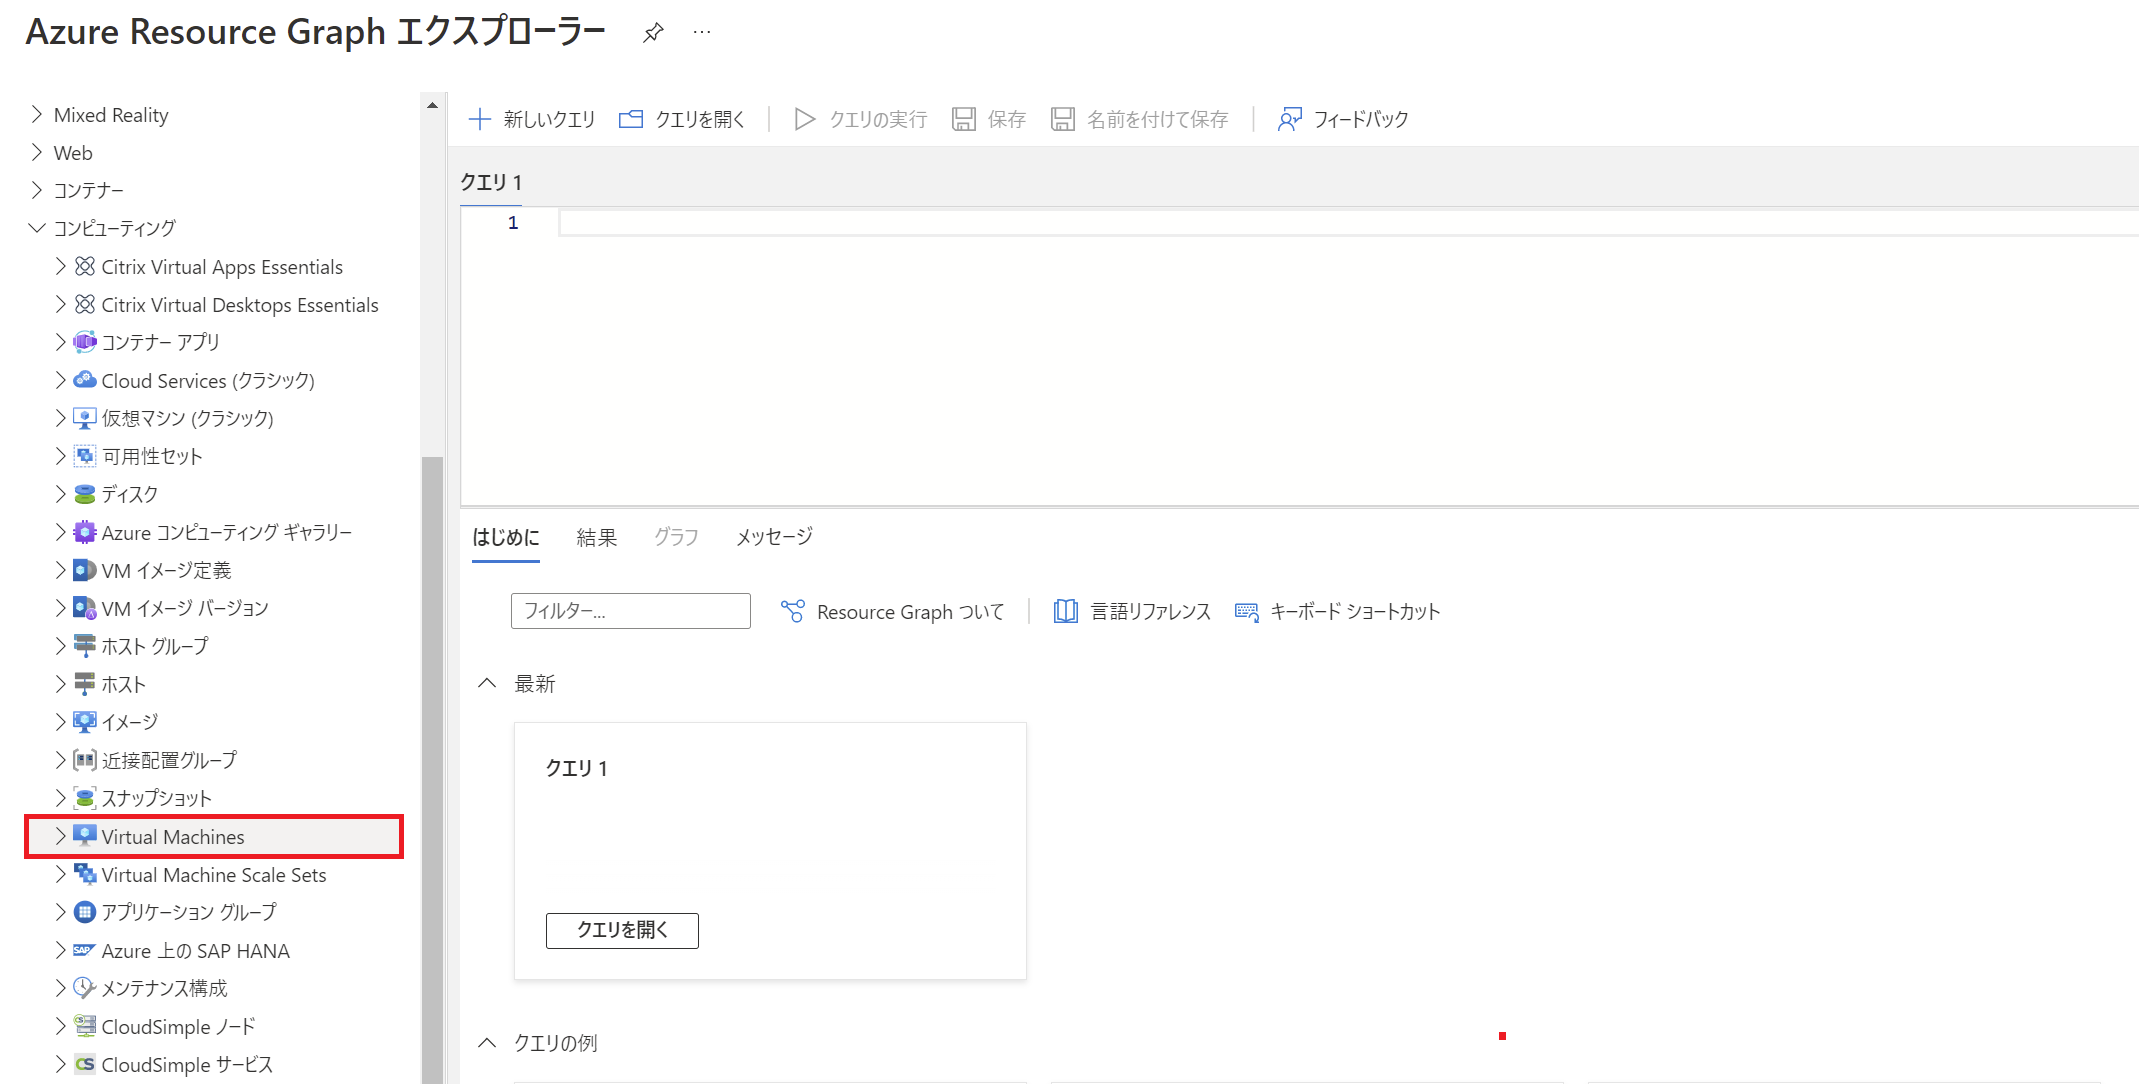 Azure Resource Graph エクスプローラー
Mixed Reality
Web
コンテナー
コンピューティング
Citrix Virtual Apps Essentials
Citrix Virtual Desktops Essentials
コンテナー アプリ
Cloud Services (クラシック)
仮想マシン (クラシック)
可用性セット
ディスク
Azure コンピューティング ギャラリー
VM イメージ定義
VM イメージ バージョン
ホスト グループ
ホスト
イメージ
近接配置グループ
スナップショット
Virtual Machines
Virtual Machine Scale Sets
アプリケーション グループ
SAP Azure 上の SAP HANA
メンテナンス構成
CS CloudSimple ノード
CS CloudSimple サービス
新しいクエリ クエリを開く クエリの実行 保存 名前を付けて保存 フィードバック
クエリ 1
1
はじめに 結果 グラフ メッセージ
フィルター... Resource Graph ついて 言語リファレンス キーボード ショートカット
最新
クエリ 1
クエリを開く
クエリの例